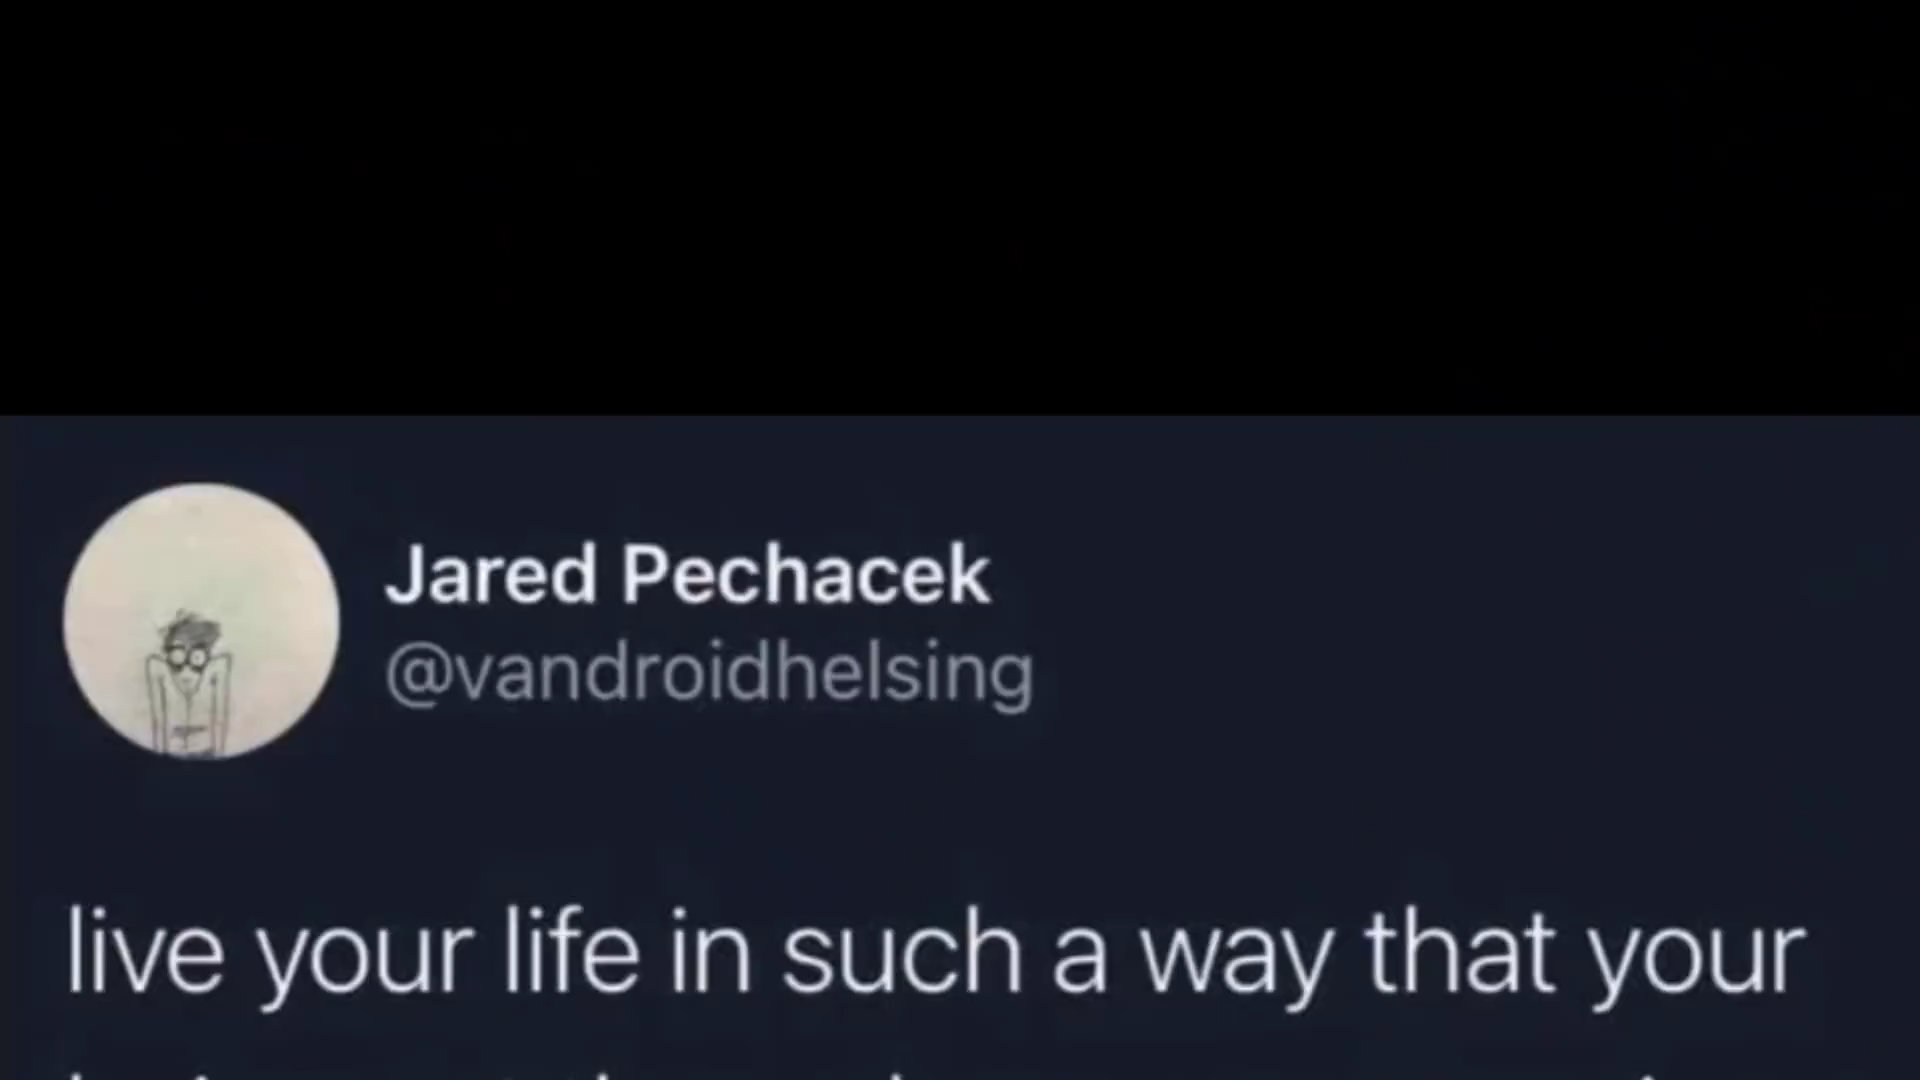 Jared Pechacek
@vandroidhelsing
live your life in such a way that your